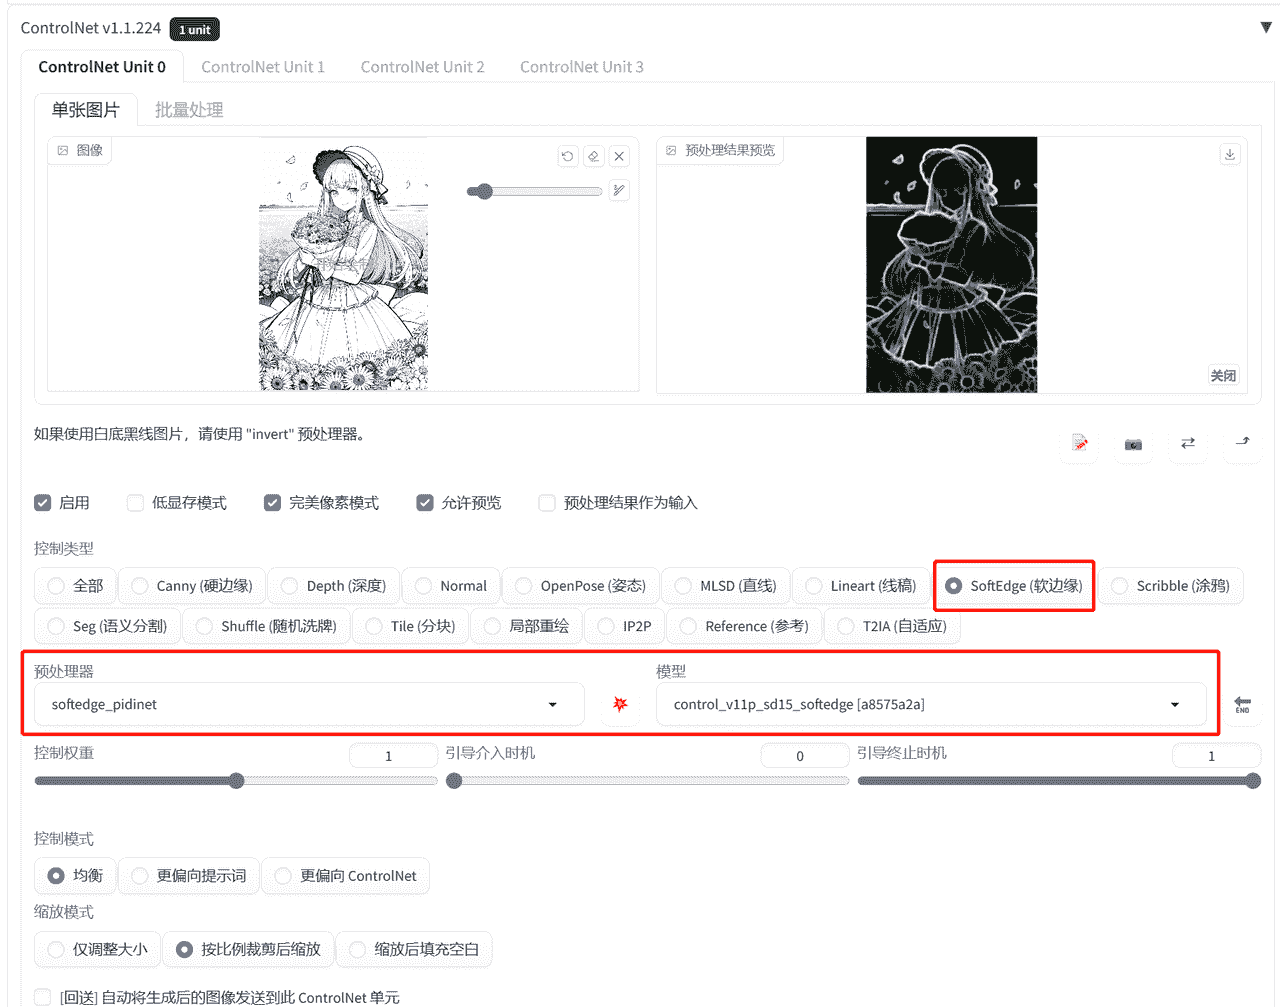 ControlNet v1.1.224 1 unit
ControlNet Unit 0 ControlNet Unit 1 ControlNet Unit 2 ControlNet Unit 3
单张图片 批量处理
图像 预处理结果预览
关闭
如果使用白底黑线图片，请使用 "invert" 预处理器。
启用 低显存模式 完美像素模式 允许预览 预处理结果作为输入
控制类型
全部 Canny (硬边缘) Depth (深度) Normal OpenPose (姿态) MLSD (直线) Lineart (线稿) SoftEdge (软边缘) Scribble (涂鸦)
Seg (语义分割) Shuffle (随机洗牌) Tile (分块) 局部重绘 IP2P Reference (参考) T2IA (自适应)
预处理器 模型
softedge_pidinet control_v11p_sd15_softedge [a8575a2a] END
控制权重 1 引导介入时机 0 引导终止时机 1
控制模式
均衡 更偏向提示词 更偏向 ControlNet
缩放模式
仅调整大小 按比例裁剪后缩放 缩放后填充空白
[回送] 自动将生成后的图像发送到此 ControlNet 单元